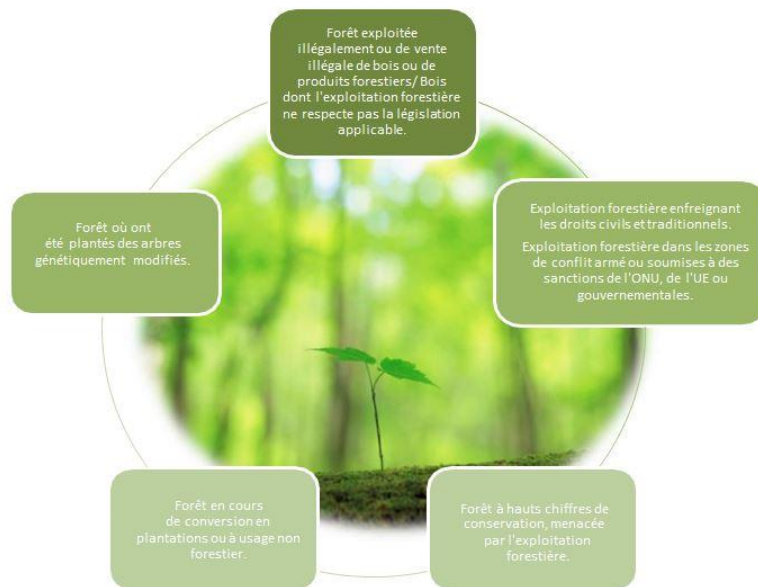 Forêt exploitée
illégalement ou de vente
illégale de bois ou de
produits forestiers/ Bois
dont l'exploitation forestière
ne respecte pas la législation
applicable.
Exploitation forestière enfreignant
les droits civils et traditionnels.
Exploitation forestière dans les zones
de conflit armé ou soumises à des
sanctions de l'ONU, de l'UE ou
gouvernementales.
Forêt à hauts chiffres de
conservation, menacée
par l'exploitation
forestière.
Forêt en cours
de conversion en
plantations ou à usage non
forestier.
Forêt où ont
été plantés des arbres
génétiquement modifiés.